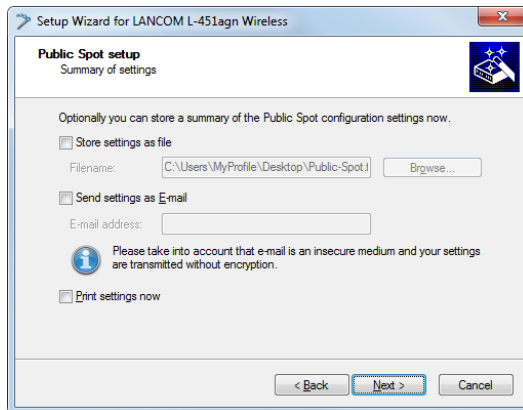 Setup Wizard for LANCOM L-451agn Wireless
Public Spot setup
Summary of settings
Optionally you can store a summary of the Public Spot configuration settings now.
Store settings as file
Filename: C:\Users\MyProfile\Desktop\Public-Spot.t Browse...
Send settings as E-mail
E-mail address:
Please take into account that e-mail is an insecure medium and your settings
are transmitted without encryption.
Print settings now
< Back Next > Cancel